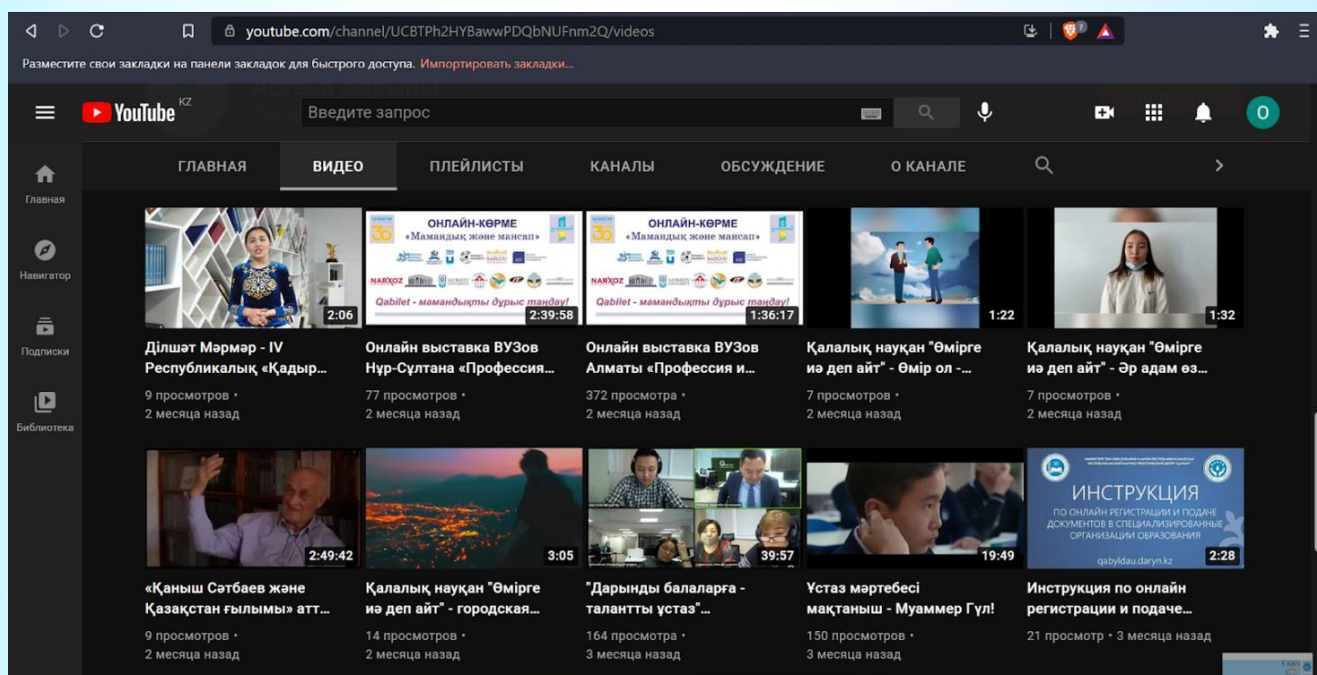 youtube.com/channel/UCBTPh2HYBawwPDQbNUFnm2Q/videos
Разместите свои закладки на панели закладок для быстрого доступа. Импортировать закладки...
YouTube KZ
Введите запрос
О
ГЛАВНАЯ ВИДЕО ПЛЕЙЛИСТЫ КАНАЛЫ ОБСУЖДЕНИЕ О КАНАЛЕ
Главная
Навигатор
Подписки
Библиотека
2:06
ОНЛАЙН-КӨРМЕ
«Мамандық және мансап»
NARXOZ
Qabilet - мамандықты дұрыс таңдау!
2:39:58
ОНЛАЙН-КӨРМЕ
«Мамандық және мансап»
NARXOZ
Qabilet - мамандықты дұрыс таңдау!
1:36:17
1:22
1:32
Ділшәт Мәрмәр - IV
Республикалық «Қадыр...
9 просмотров •
2 месяца назад
Онлайн выставка ВУЗов
Нұр-Сұлтана «Профессия...
77 просмотров •
2 месяца назад
Онлайн выставка ВУЗов
Алматы «Профессия и...
372 просмотра •
2 месяца назад
Қалалық науқан "Өмірге
иә деп айт" - Өмір ол -...
7 просмотров •
2 месяца назад
Қалалық науқан "Өмірге
иә деп айт" - Әр адам өз...
7 просмотров •
2 месяца назад
2:49:42
3:05
39:57
19:49
ИНСТРУКЦИЯ
ПО ОНЛАЙН РЕГИСТРАЦИИ И ПОДАЧЕ
ДОКУМЕНТОВ В СПЕЦИАЛИЗИРОВАННЫЕ
ОРГАНИЗАЦИИ ОБРАЗОВАНИЯ
qabyldau.daryn.kz
2:28
«Қаныш Сәтбаев және
Қазақстан ғылымы» атт...
9 просмотров •
2 месяца назад
Қалалық науқан "Өмірге
иә деп айт" - городская...
14 просмотров •
2 месяца назад
"Дарынды балаларға -
талантты ұстаз"...
164 просмотра •
3 месяца назад
Ұстаз мәртебесі
мақтаныш - Муаммер Гүл!
150 просмотров •
3 месяца назад
Инструкция по онлайн
регистрации и подаче...
21 просмотр • 3 месяца назад